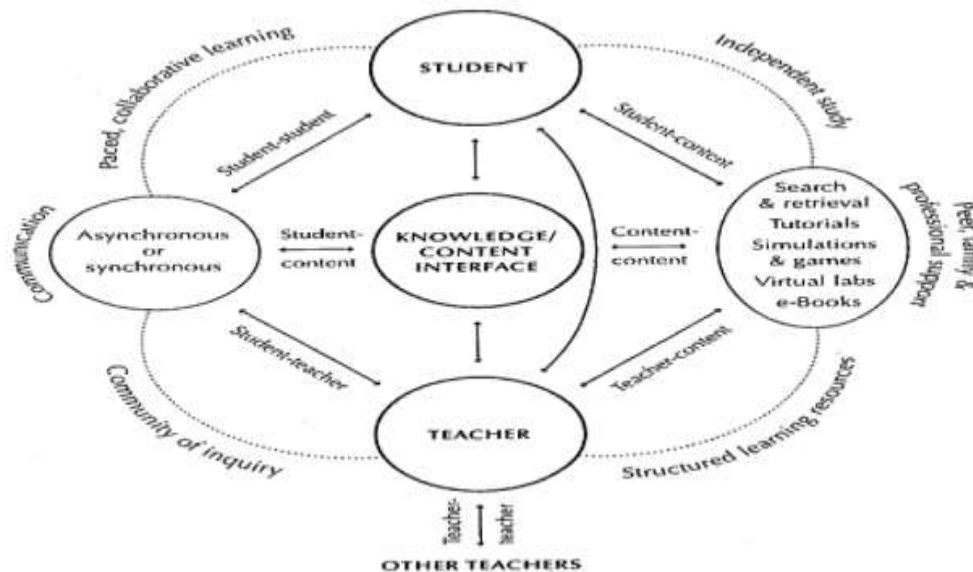 STUDENT
Paced, collaborative learning
Independent study
Student-student
Student-content
Communication
Asynchronous
or
synchronous
Student-
content
KNOWLEDGE/
CONTENT
INTERFACE
Content-
content
Search
& retrieval
Tutorials
Simulations
& games
Virtual labs
e-Books
Peer, family &
professional support
Student-teacher
Teacher-content
Community of inquiry
Structured learning resources
TEACHER
Teacher-
teacher
OTHER TEACHERS